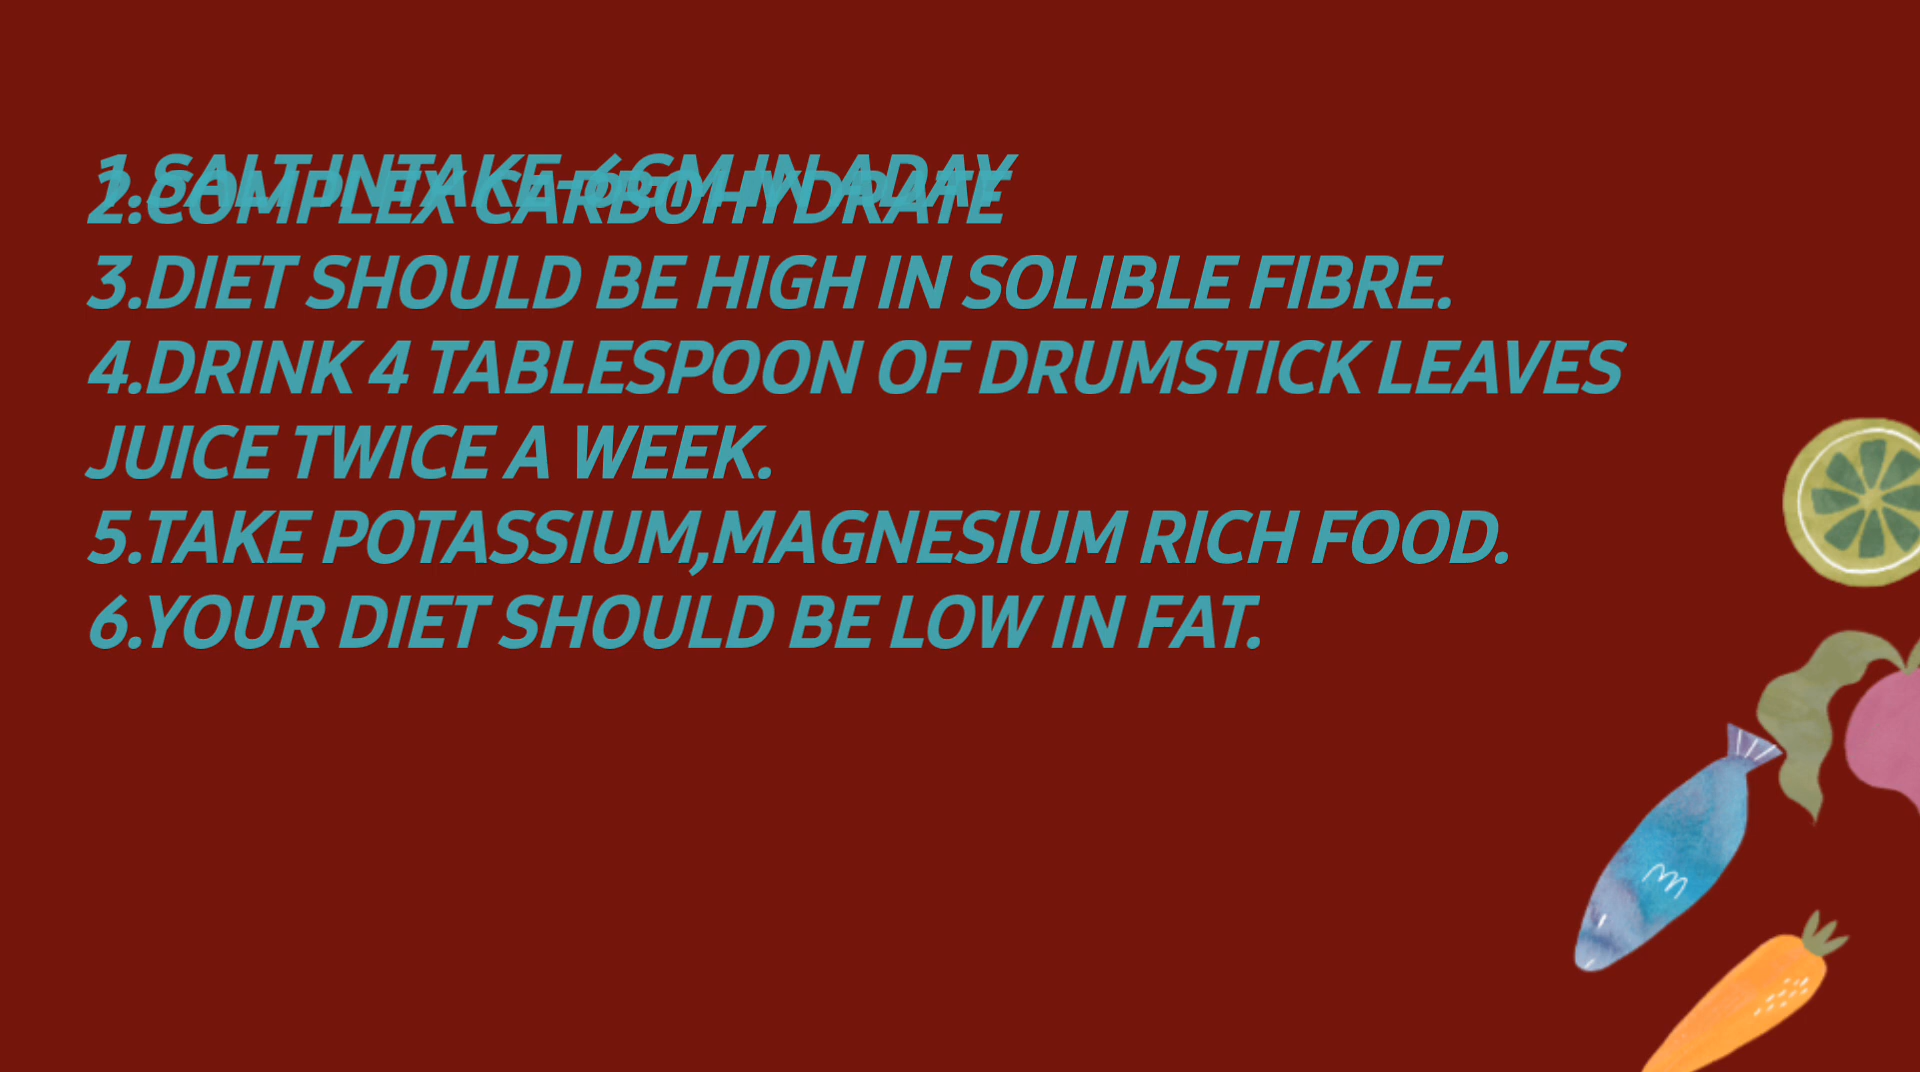 1.SALT INTAKE-6GM IN ADAY
2.COMPLEX CARBOHYDRATE
3.DIET SHOULD BE HIGH IN SOLIBLE FIBRE.
4.DRINK 4 TABLESPOON OF DRUMSTICK LEAVES
JUICE TWICE A WEEK.
5.TAKE POTASSIUM,MAGNESIUM RICH FOOD.
6.YOUR DIET SHOULD BE LOW IN FAT.